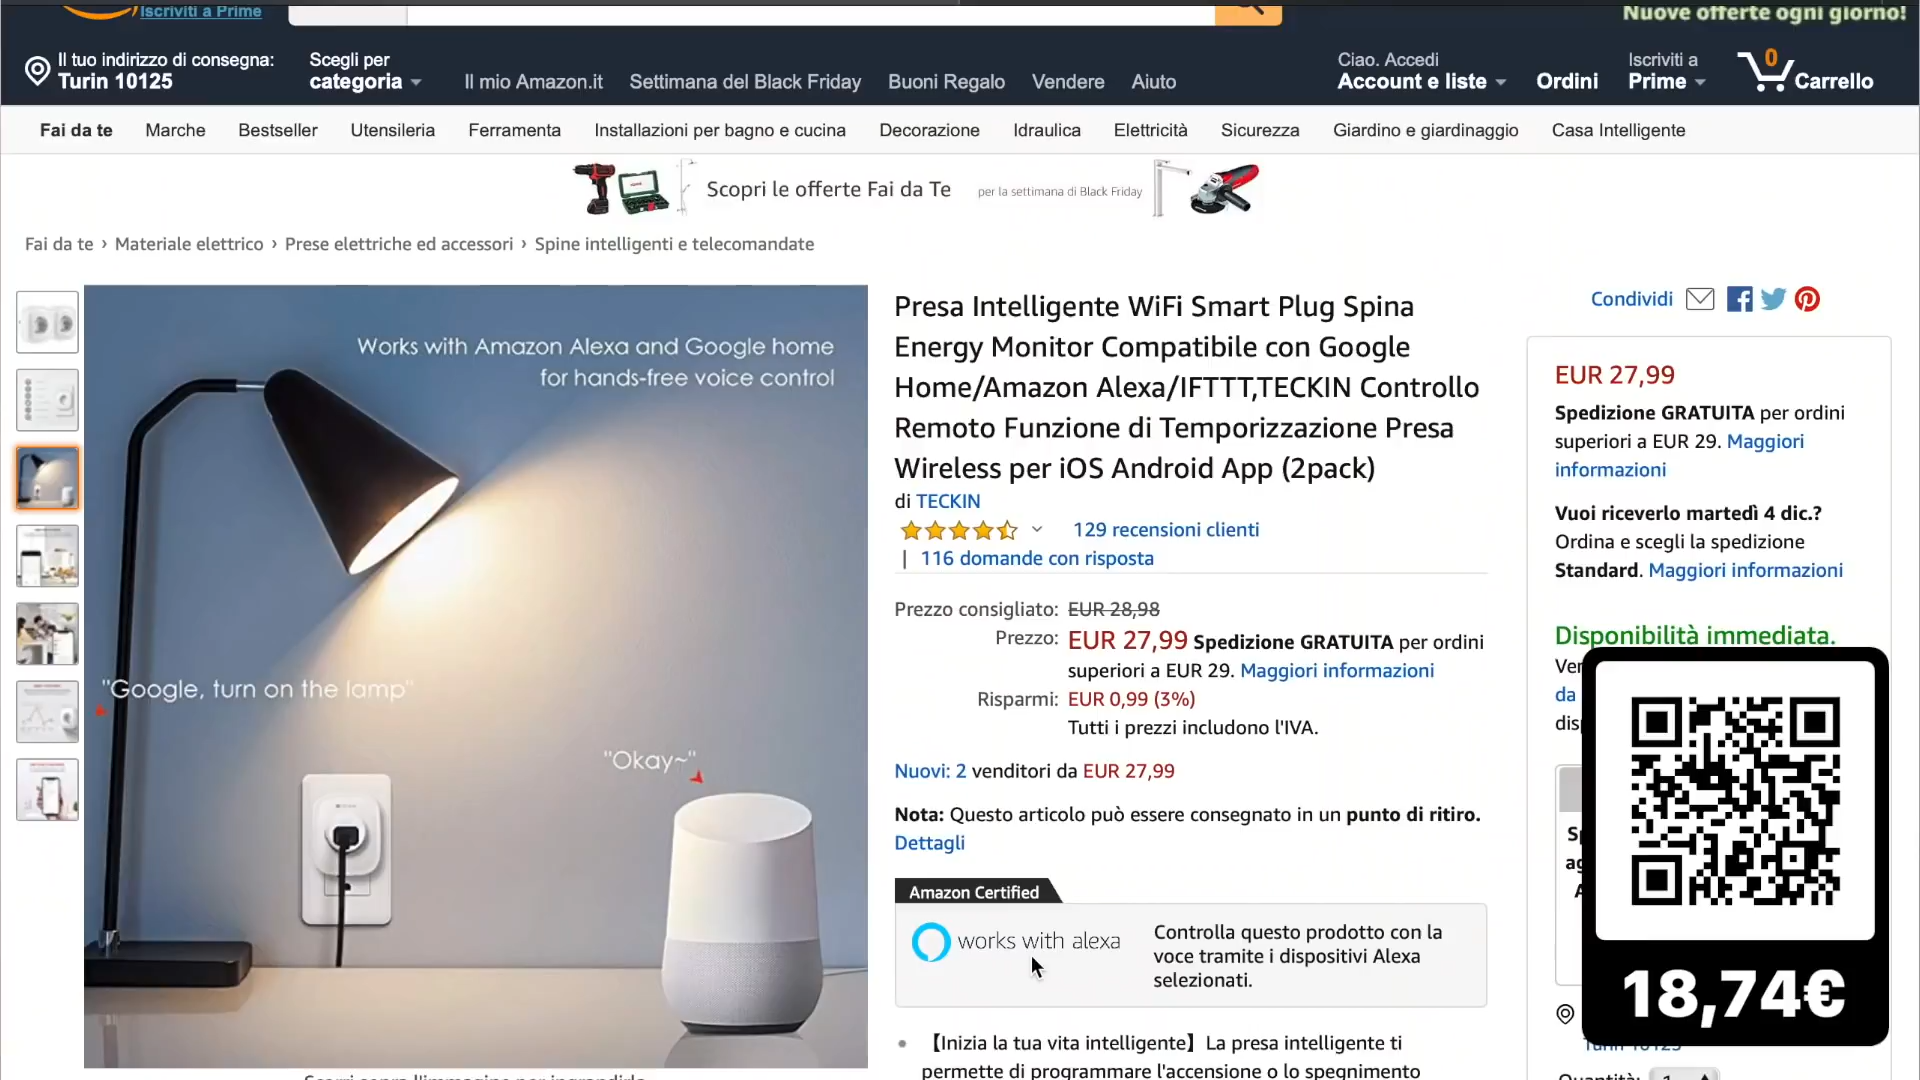 Iscriviti a Prime
Nuove offerte ogni giorno!
Il tuo indirizzo di consegna:
Turin 10125
Scegli per
categoria
Il mio Amazon.it
Settimana del Black Friday
Buoni Regalo
Vendere
Aiuto
Ciao. Accedi
Account e liste
Ordini
Iscriviti a
Prime
0
Carrello
Fai da te
Marche
Bestseller
Utensileria
Ferramenta
Installazioni per bagno e cucina
Decorazione
Idraulica
Elettricità
Sicurezza
Giardino e giardinaggio
Casa Intelligente
Scopri le offerte Fai da Te
per la settimana di Black Friday
Fai da te › Materiale elettrico › Prese elettriche ed accessori › Spine intelligenti e telecomandate
Works with Amazon Alexa and Google home
for hands-free voice control
"Google, turn on the lamp"
"Okay~"
Presa Intelligente WiFi Smart Plug Spina
Energy Monitor Compatibile con Google
Home/Amazon Alexa/IFTTT,TECKIN Controllo
Remoto Funzione di Temporizzazione Presa
Wireless per iOS Android App (2pack)
di TECKIN
129 recensioni clienti
| 116 domande con risposta
Prezzo consigliato: EUR 28,98
Prezzo: EUR 27,99 Spedizione GRATUITA per ordini
superiori a EUR 29. Maggiori informazioni
Risparmi: EUR 0,99 (3%)
Tutti i prezzi includono l'IVA.
Nuovi: 2 venditori da EUR 27,99
Nota: Questo articolo può essere consegnato in un punto di ritiro.
Dettagli
Amazon Certified
works with alexa
Controlla questo prodotto con la
voce tramite i dispositivi Alexa
selezionati.
【Inizia la tua vita intelligente】La presa intelligente ti
permette di programmare l'accensione o lo spegnimento
Condividi
EUR 27,99
Spedizione GRATUITA per ordini
superiori a EUR 29. Maggiori
informazioni
Vuoi riceverlo martedì 4 dic.?
Ordina e scegli la spedizione
Standard. Maggiori informazioni
Disponibilità immediata.
da
18,74€
Turin 10125
Quantità: 1